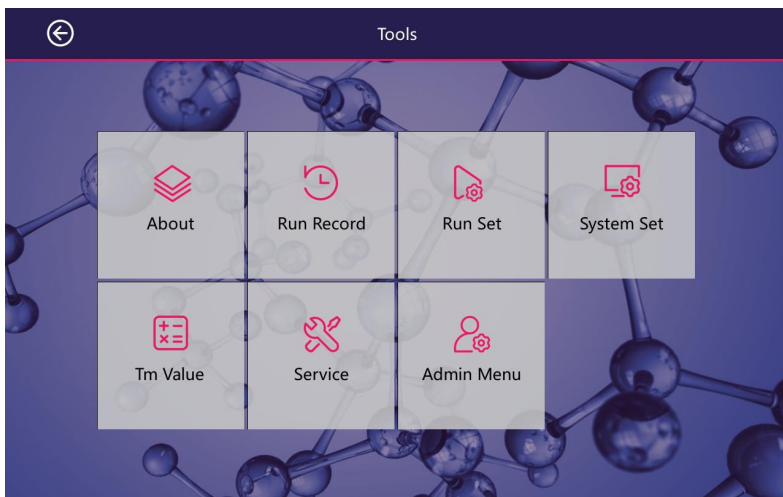 Tools
About
Run Record
Run Set
System Set
Tm Value
Service
Admin Menu